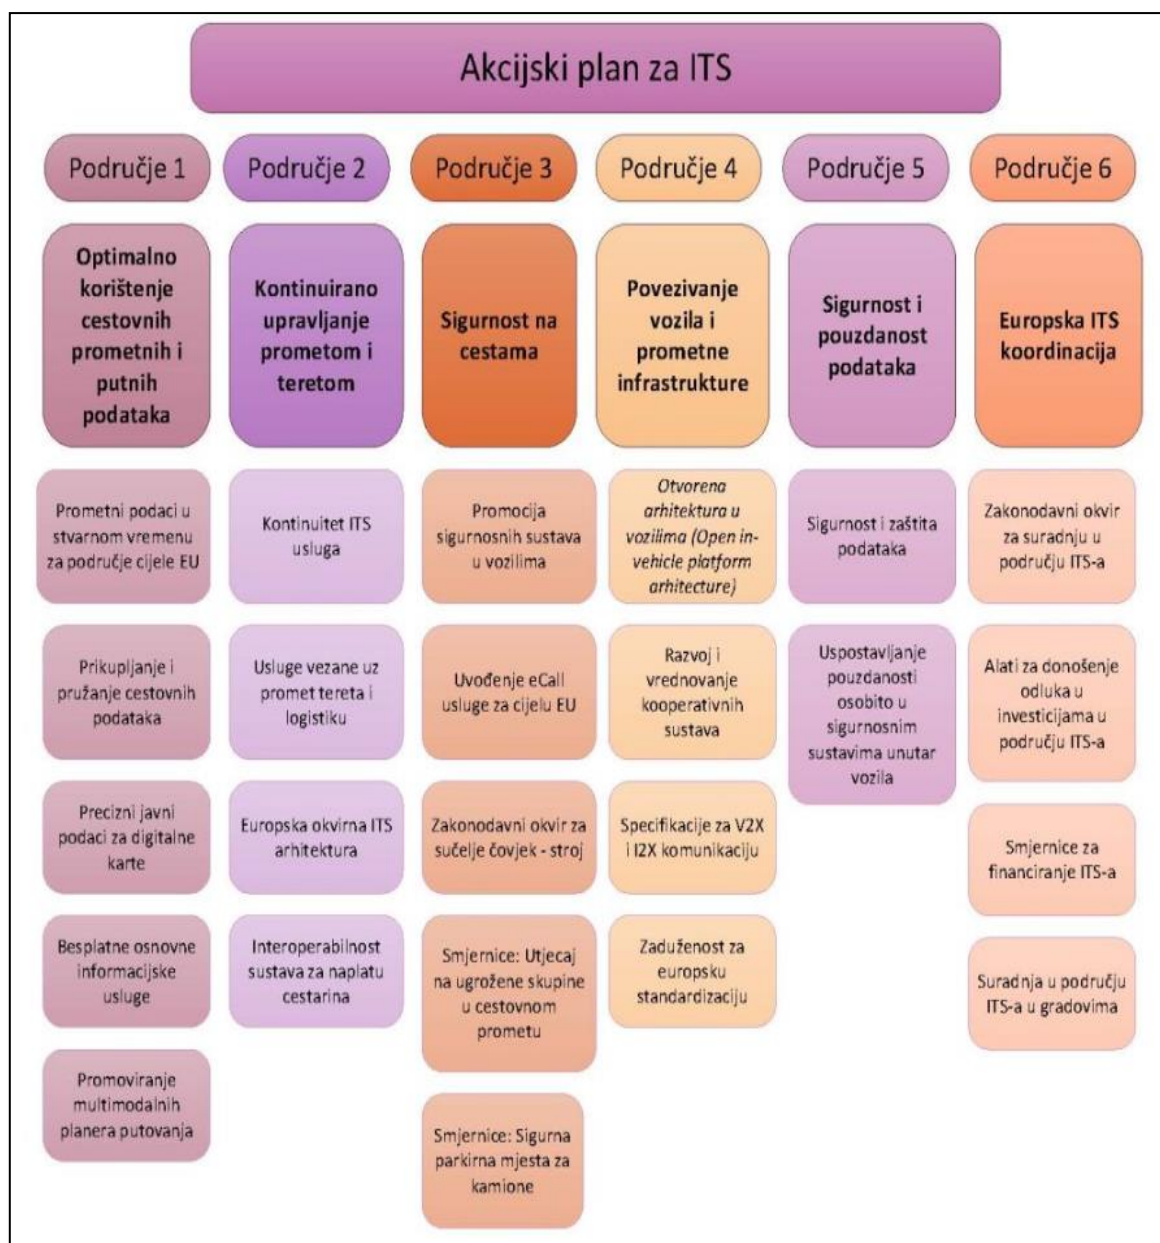 Akcijski plan za ITS
Područje 1
Područje 2
Područje 3
Područje 4
Područje 5
Područje 6
Optimalno
korištenje
cestovnih
prometnih i
putnih
podataka
Kontinuirano
upravljanje
prometom i
teretom
Sigurnost na
cestama
Povezivanje
vozila i
prometne
infrastrukture
Sigurnost i
pouzdanost
podataka
Europska ITS
koordinacija
Prometni podaci u
stvarnom vremenu
za područje cijele EU
Kontinuitet ITS
usluga
Promocija
sigurnosnih sustava
u vozilima
Otvorena
arhitektura u
vozilima (Open in-
vehicle platform
arhitecture)
Sigurnost i zaštita
podataka
Zakonodavni okvir
za suradnju u
području ITS-a
Prikupljanje i
pružanje cestovnih
podataka
Usluge vezane uz
promet tereta i
logistiku
Uvođenje eCall
usluge za cijelu EU
Razvoj i
vrednovanje
kooperativnih
sustava
Uspostavljanje
pouzdanosti
osobito u
sigurnosnim
sustavima unutar
vozila
Alati za donošenje
odluka u
investicijama u
području ITS-a
Precizni javni
podaci za digitalne
karte
Europska okvirna ITS
arhitektura
Zakonodavni okvir za
sučelje čovjek - stroj
Specifikacije za V2X
i I2X komunikaciju
Smjernice za
financiranje ITS-a
Besplatne osnovne
informacijske
usluge
Interoperabilnost
sustava za naplatu
cestarina
Smjernice: Utjecaj
na ugrožene skupine
u cestovnom
prometu
Zaduženost za
europsku
standardizaciju
Suradnja u području
ITS-a u gradovima
Promoviranje
multimodalnih
planera putovanja
Smjernice: Sigurna
parkirna mjesta za
kamione